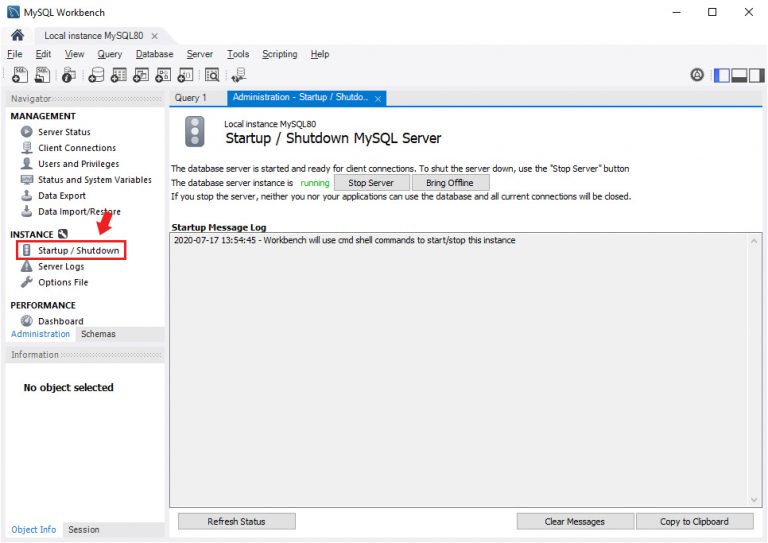 MySQL Workbench
Local instance MySQL80
File Edit View Query Database Server Tools Scripting Help
Navigator
MANAGEMENT
Server Status
Client Connections
Users and Privileges
Status and System Variables
Data Export
Data Import/Restore
INSTANCE
Startup / Shutdown
Server Logs
Options File
PERFORMANCE
Dashboard
Administration Schemas
Information
No object selected
Object Info Session
Query 1 Administration - Startup / Shutdo..
Local instance MySQL80
Startup / Shutdown MySQL Server
The database server is started and ready for client connections. To shut the server down, use the "Stop Server" button
The database server instance is running Stop Server Bring Offline
If you stop the server, neither you nor your applications can use the database and all current connections will be closed.
Startup Message Log
2020-07-17 13:54:45 - Workbench will use cmd shell commands to start/stop this instance
Refresh Status Clear Messages Copy to Clipboard